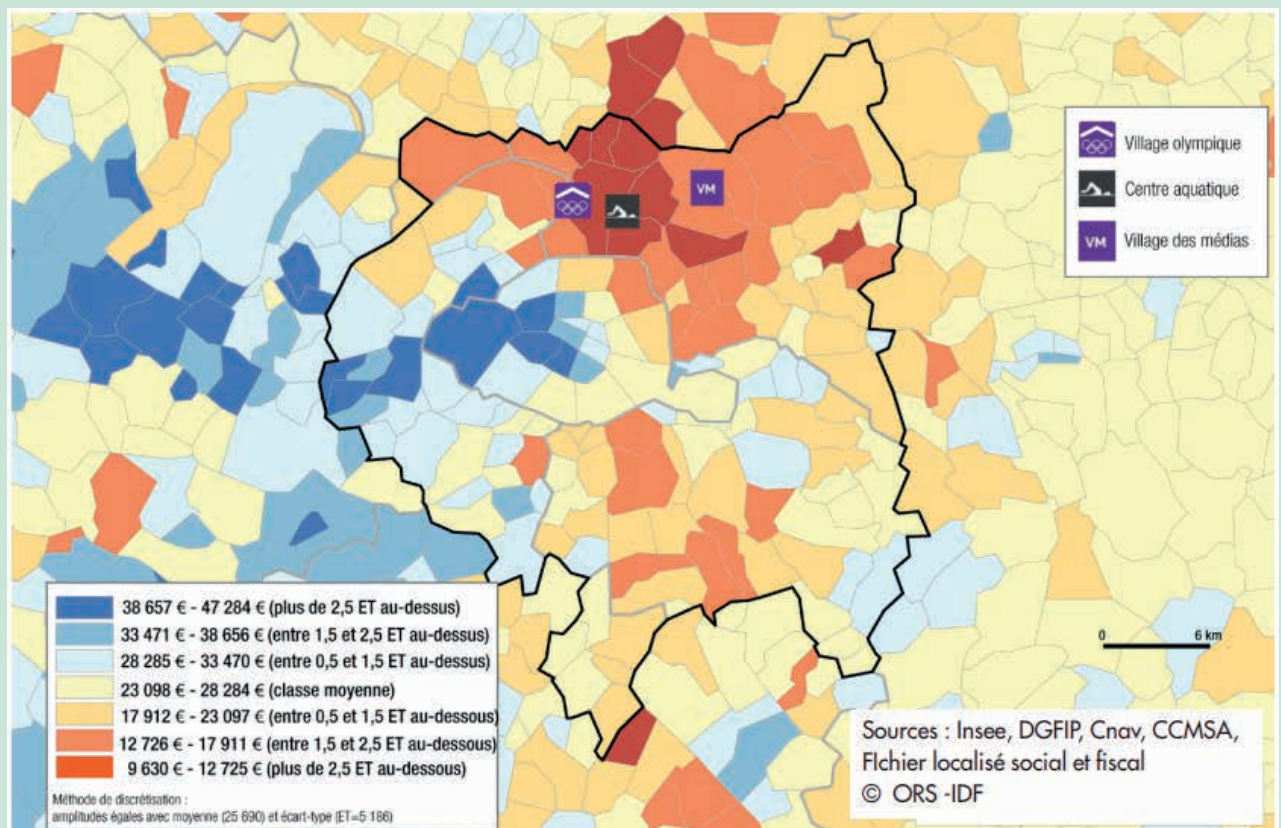 Village olympique
Centre aquatique
VM
Village des médias
VM
38 657 € - 47 284 € (plus de 2,5 ET au-dessus)
33 471 € - 38 656 € (entre 1,5 et 2,5 ET au-dessus)
28 285 € - 33 470 € (entre 0,5 et 1,5 ET au-dessus)
23 098 € - 28 284 € (classe moyenne)
17 912 € - 23 097 € (entre 0,5 et 1,5 ET au-dessous)
12 726 € - 17 911 € (entre 1,5 et 2,5 ET au-dessous)
9 630 € - 12 725 € (plus de 2,5 ET au-dessous)
Méthode de discrétisation :
amplitudes égales avec moyenne (25 690) et écart-type (ET=5 186)
0 6 km
Sources : Insee, DGFIP, Cnav, CCMSA,
FIchier localisé social et fiscal
© ORS -IDF